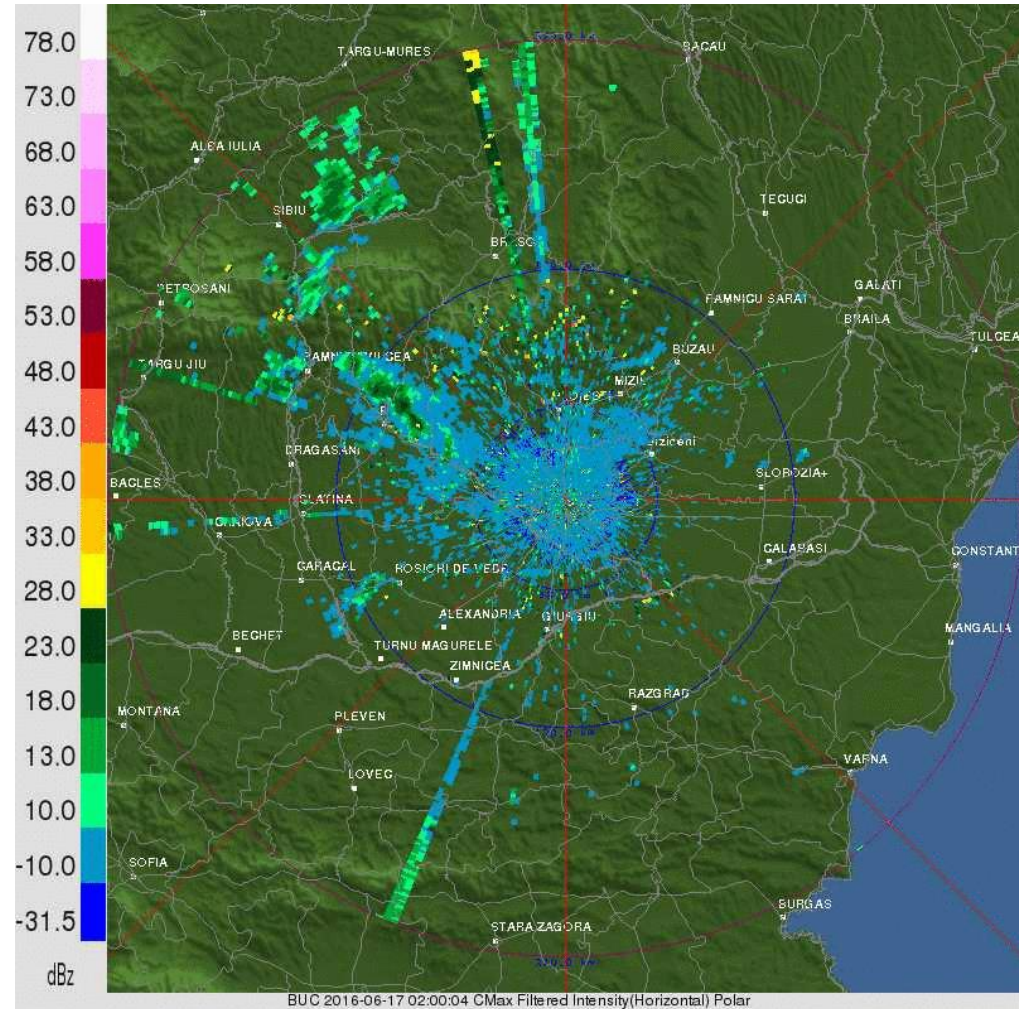 78.0
73.0
68.0
63.0
58.0
53.0
48.0
43.0
38.0
33.0
28.0
23.0
18.0
13.0
10.0
-10.0
-31.5
dBz
TARGU-MURES
BACAU
ALBA IULIA
TECUCI
SIBIU
PETROSANI
RAMNICU SARAT
GALATI
BRAILA
TULCEA
TARGU JIU
BUZAU
MIZIL
DRAGASANI
SLOBOZIA+
BACLES
SLATINA
CRAIOVA
CALARASI
CONSTANT
CARACAL
ROSIORI DE VEDE
ALEXANDRIA
GIURGIU
BECHET
TURNU MAGURELE
MANGALIA
ZIMNICEA
RAZGRAD
MONTANA
PLEVEN
LOVEC
VARNA
SOFIA
BURGAS
STARA ZAGORA
BUC 2016-06-17 02:00:04 CMax Filtered Intensity(Horizontal) Polar